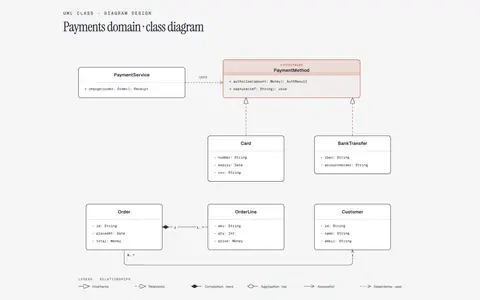 UML CLASS · DIAGRAM DESIGN
Payments domain · class diagram
PaymentService
+ charge(order: Order): Receipt
uses
«interface»
PaymentMethod
+ authorize(amount: Money): AuthResult
+ capture(ref: String): void
Card
- number: String
- expiry: Date
- cvv: String
BankTransfer
- iban: String
Order
- id: String
- placedAt: Date
- total: Money
OrderLine
- sku: String
- qty: Int
- price: Money
Customer
- id: String
- name: String
- email: String
LEGEND · RELATIONSHIPS
Inheritance
Realization
Composition
Aggregation
Association
Dependency